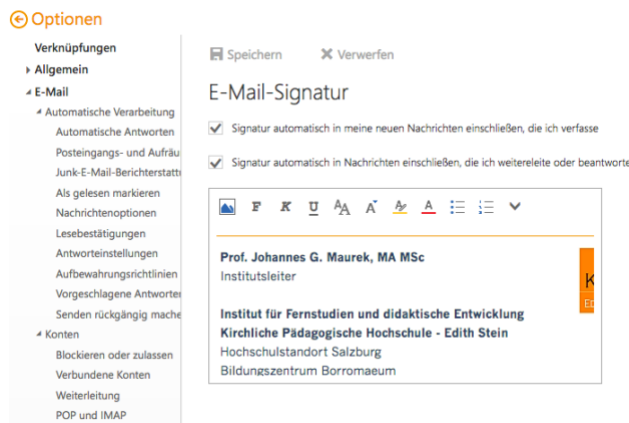 Optionen
Verknüpfungen
Allgemein
E-Mail
Automatische Verarbeitung
Automatische Antworten
Posteingangs- und Aufräu
Junk-E-Mail-Berichterstatt
Als gelesen markieren
Nachrichtenoptionen
Lesebestätigungen
Antworteinstellungen
Aufbewahrungsrichtlinien
Vorgeschlagene Antworte
Senden rückgängig mache
Konten
Blockieren oder zulassen
Verbundene Konten
Weiterleitung
POP und IMAP
Speichern Verwerfen
E-Mail-Signatur
Signatur automatisch in meine neuen Nachrichten einschließen, die ich verfasse
Signatur automatisch in Nachrichten einschließen, die ich weitereleite oder beantworte
F K U AA A A
Prof. Johannes G. Maurek, MA MSc
Institutsleiter
Institut für Fernstudien und didaktische Entwicklung
Kirchliche Pädagogische Hochschule - Edith Stein
Hochschulstandort Salzburg
Bildungszentrum Borromaeum
K